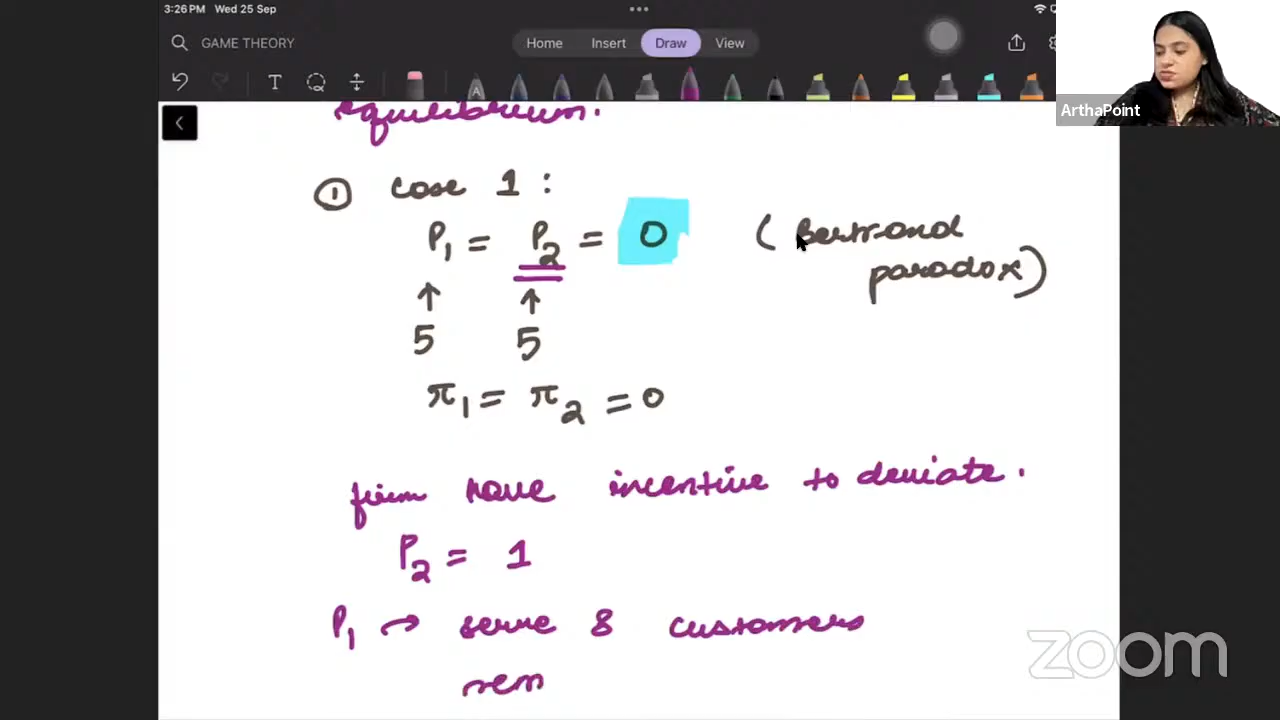 3:26 PM Wed 25 Sep
GAME THEORY
Home Insert Draw View
ArthaPoint
equilibrium.
① Case 1 :
P₁ = P₂ = 0 ( Bertrand
paradox )
↑ ↑
5 5
π₁ = π₂ = 0
firm have incentive to deviate.
P₂ = 1
P₁ → serve 8 customers
rem
zoom